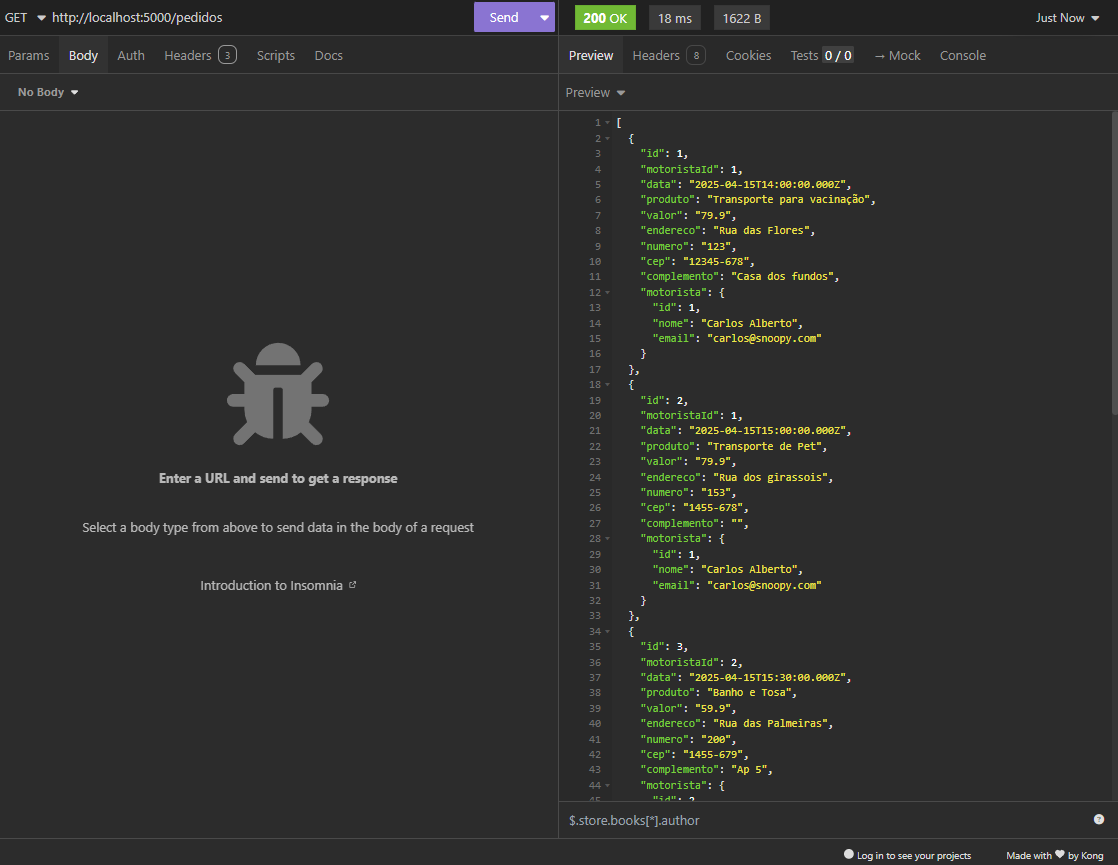 GET http://localhost:5000/pedidos Send 200 OK 18 ms 1622 B Just Now
Params Body Auth Headers 3 Scripts Docs
Preview Headers 8 Cookies Tests 0 / 0 → Mock Console
No Body
Preview
Enter a URL and send to get a response
Select a body type from above to send data in the body of a request
Introduction to Insomnia
1 [
2 {
3 "id": 1,
4 "motoristaId": 1,
5 "data": "2025-04-15T14:00:00.000Z",
6 "produto": "Transporte para vacinação",
7 "valor": "79.9",
8 "endereco": "Rua das Flores",
9 "numero": "123",
10 "cep": "12345-678",
11 "complemento": "Casa dos fundos",
12 "motorista": {
13 "id": 1,
14 "nome": "Carlos Alberto",
15 "email": "carlos@snoopy.com"
16 }
17 },
18 {
19 "id": 2,
20 "motoristaId": 1,
21 "data": "2025-04-15T15:00:00.000Z",
22 "produto": "Transporte de Pet",
23 "valor": "79.9",
24 "endereco": "Rua dos girassois",
25 "numero": "153",
26 "cep": "1455-678",
27 "complemento": "",
28 "motorista": {
29 "id": 1,
30 "nome": "Carlos Alberto",
31 "email": "carlos@snoopy.com"
32 }
33 },
34 {
35 "id": 3,
36 "motoristaId": 2,
37 "data": "2025-04-15T15:30:00.000Z",
38 "produto": "Banho e Tosa",
39 "valor": "59.9",
40 "endereco": "Rua das Palmeiras",
41 "numero": "200",
42 "cep": "1455-679",
43 "complemento": "Ap 5",
44 "motorista": {
45 "id": 2
$.store.books[*].author
Log in to see your projects Made with ♥ by Kong